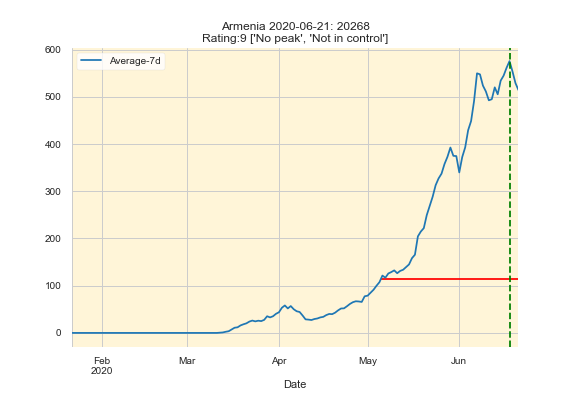 Armenia 2020-06-21: 20268
Rating:9 ['No peak', 'Not in control']
Average-7d
600
500
400
300
200
100
0
Feb
2020
Mar
Apr
May
Jun
Date